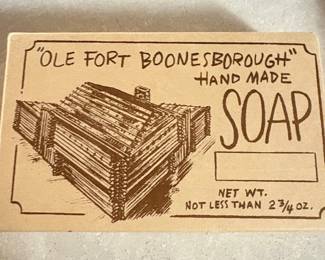 "OLE FORT BOONESBOROUGH"
HAND MADE
SOAP
NET WT.
NOT LESS THAN 2 3/4 OZ.